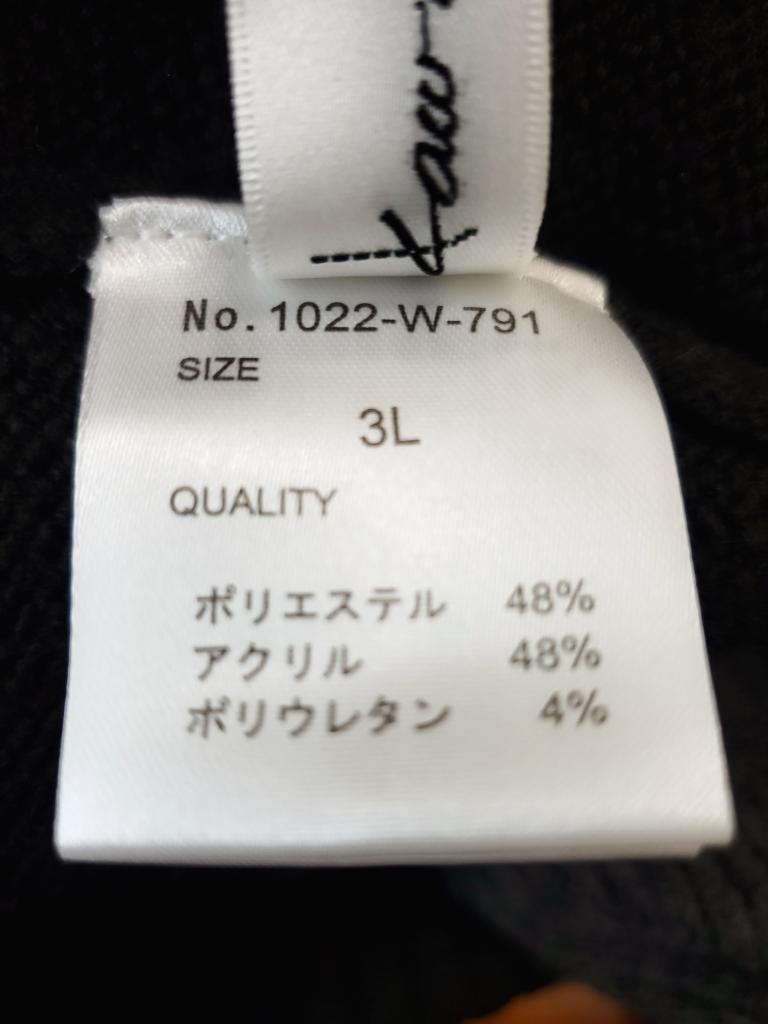 No.1022-W-791
SIZE
3L
QUALITY
ポリエステル 48%
アクリル 48%
ポリウレタン 4%